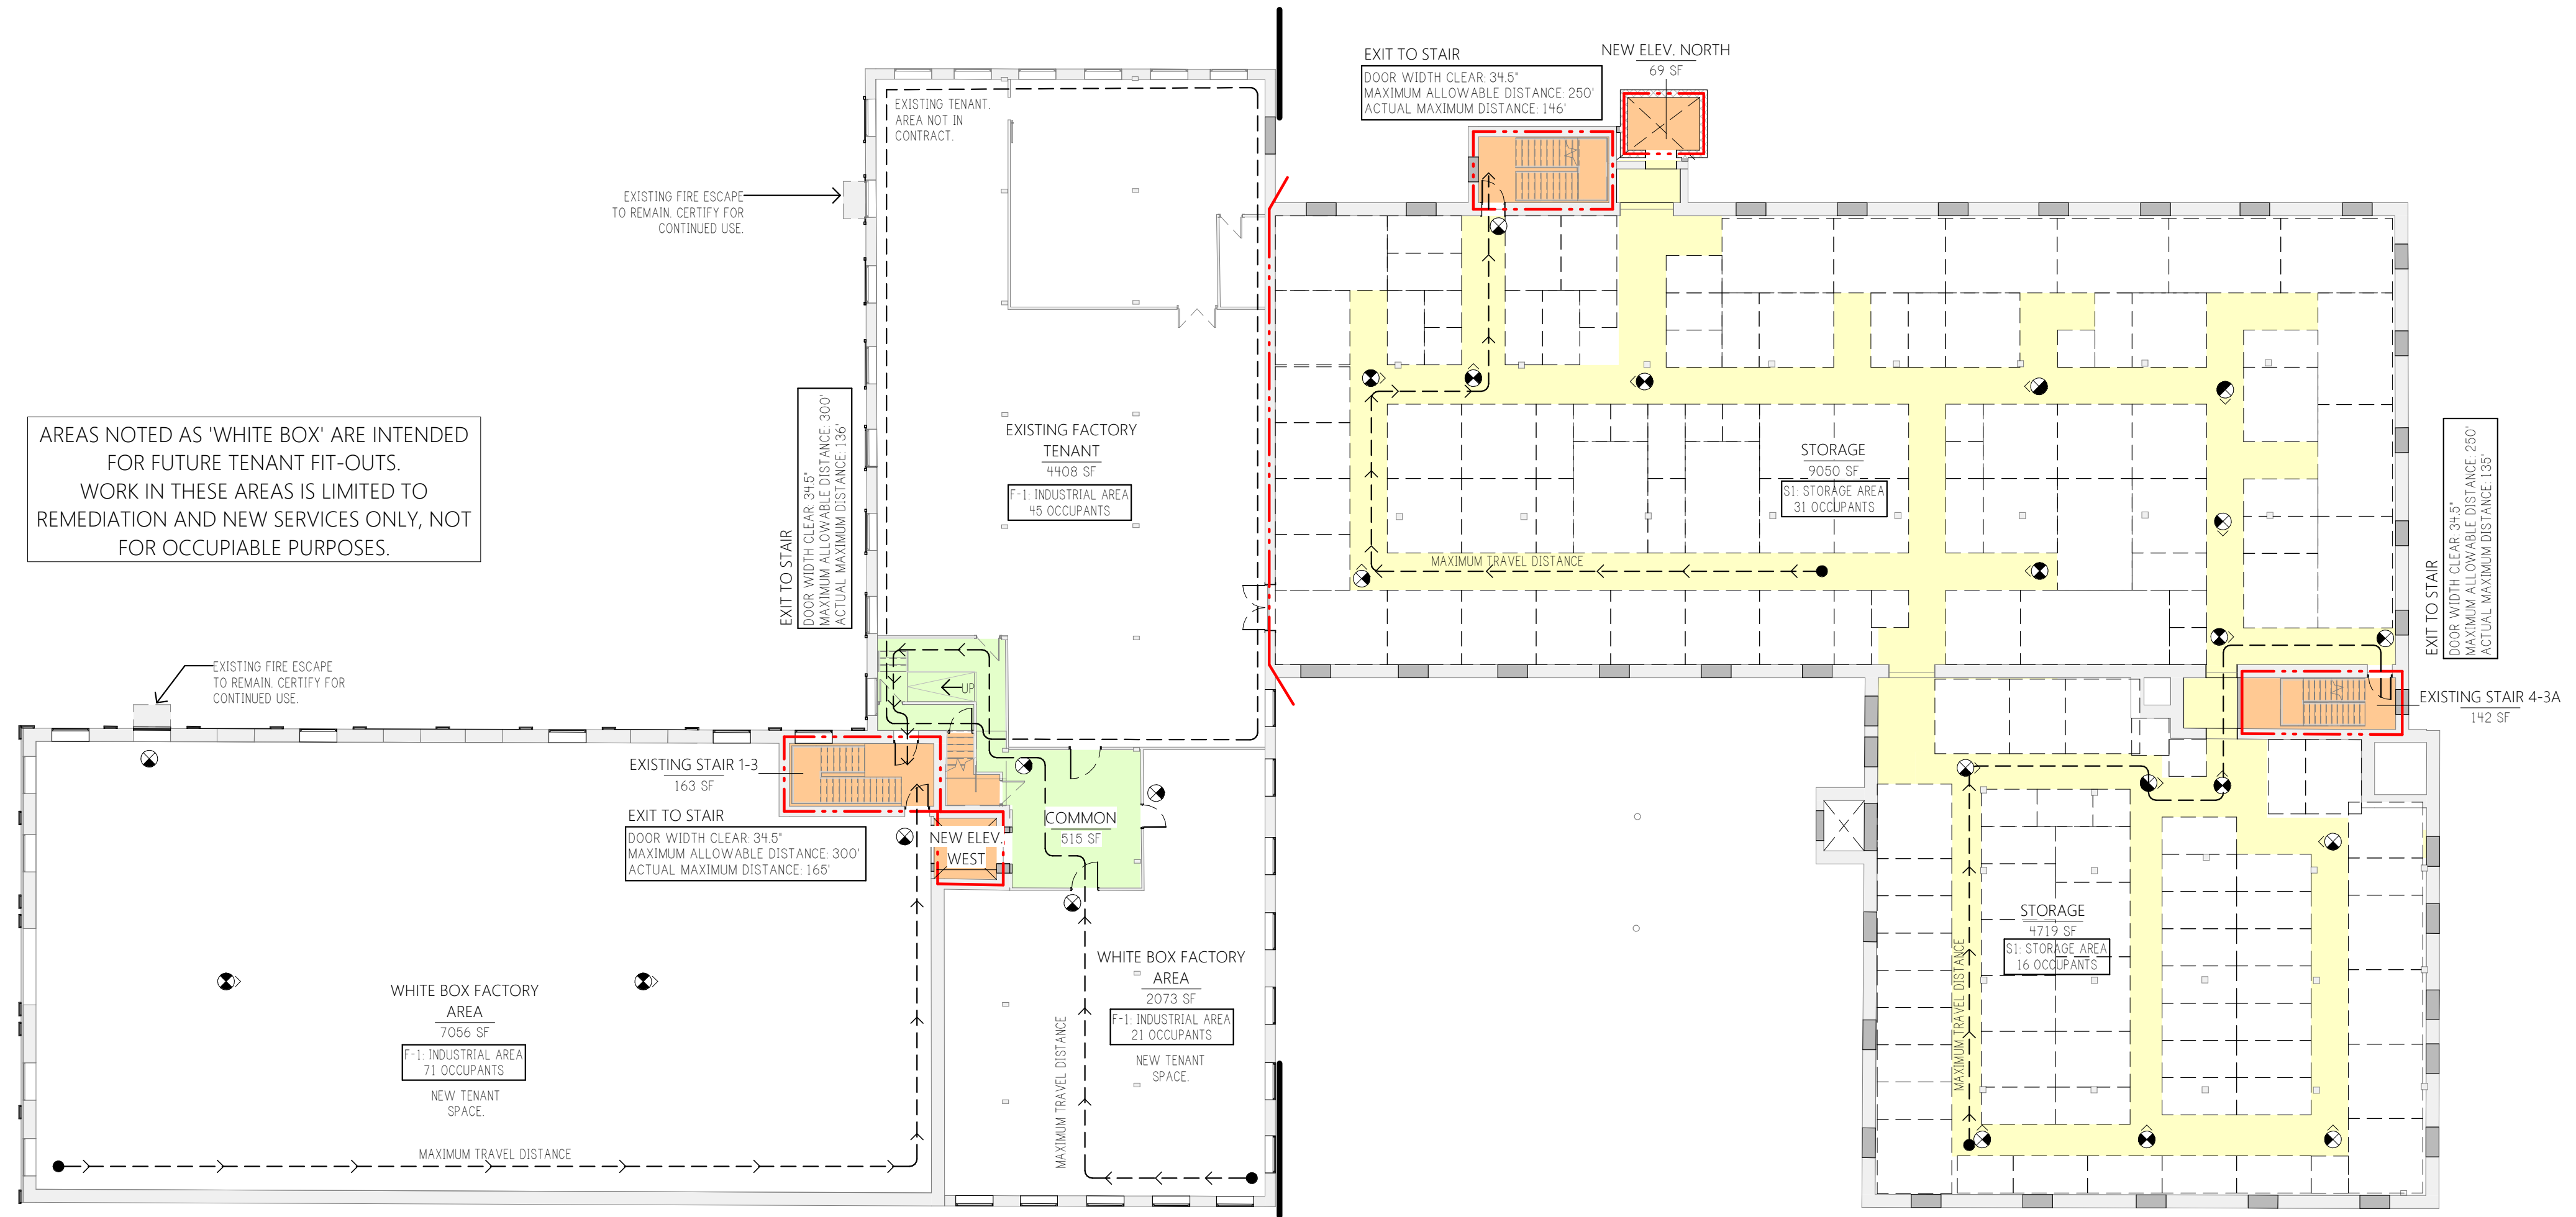 EXIT TO STAIR
DOOR WIDTH CLEAR: 34.5"
MAXIMUM ALLOWABLE DISTANCE: 250'
ACTUAL MAXIMUM DISTANCE: 146'
NEW ELEV. NORTH
69 SF
EXISTING TENANT.
AREA NOT IN
CONTRACT.
EXISTING FIRE ESCAPE
TO REMAIN. CERTIFY FOR
CONTINUED USE.
AREAS NOTED AS 'WHITE BOX' ARE INTENDED
FOR FUTURE TENANT FIT-OUTS.
WORK IN THESE AREAS IS LIMITED TO
REMEDIATION AND NEW SERVICES ONLY, NOT
FOR OCCUPIABLE PURPOSES.
EXIT TO STAIR
DOOR WIDTH CLEAR: 34.5"
MAXIMUM ALLOWABLE DISTANCE: 300'
ACTUAL MAXIMUM DISTANCE: 136'
EXISTING FACTORY
TENANT
4408 SF
F-1: INDUSTRIAL AREA
45 OCCUPANTS
STORAGE
9050 SF
S1: STORAGE AREA
31 OCCUPANTS
MAXIMUM TRAVEL DISTANCE
EXIT TO STAIR
DOOR WIDTH CLEAR: 34.5"
MAXIMUM ALLOWABLE DISTANCE: 250'
ACTUAL MAXIMUM DISTANCE: 135'
EXISTING FIRE ESCAPE
TO REMAIN. CERTIFY FOR
CONTINUED USE.
UP
EXISTING STAIR 4-3A
142 SF
EXISTING STAIR 1-3
163 SF
EXIT TO STAIR
DOOR WIDTH CLEAR: 34.5"
MAXIMUM ALLOWABLE DISTANCE: 300'
ACTUAL MAXIMUM DISTANCE: 165'
NEW ELEV.
WEST
COMMON
515 SF
WHITE BOX FACTORY
AREA
7056 SF
F-1: INDUSTRIAL AREA
71 OCCUPANTS
NEW TENANT
SPACE.
MAXIMUM TRAVEL DISTANCE
WHITE BOX FACTORY
AREA
2073 SF
F-1: INDUSTRIAL AREA
21 OCCUPANTS
NEW TENANT
SPACE.
MAXIMUM TRAVEL DISTANCE
STORAGE
4719 SF
S1: STORAGE AREA
16 OCCUPANTS
MAXIMUM TRAVEL DISTANCE